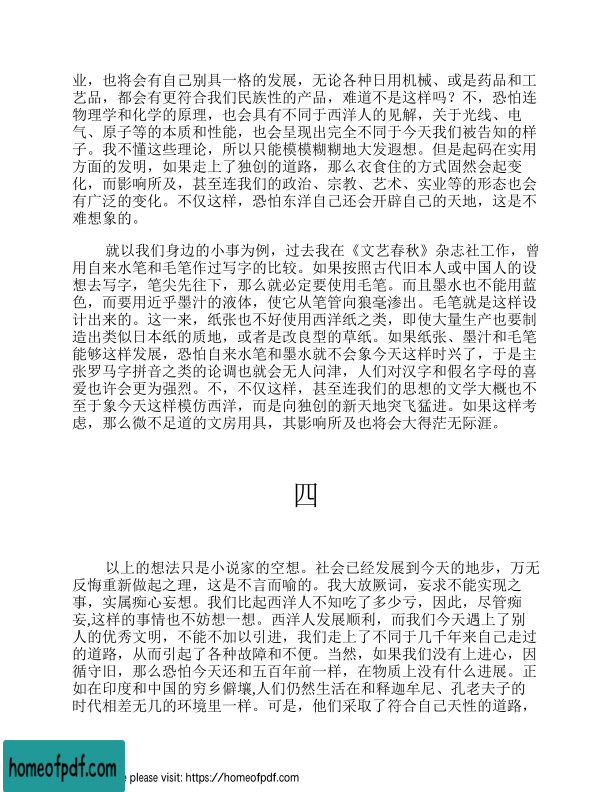 业，也将会有自己别具一格的发展，无论各种日用机械、或是药品和工
艺品，都会有更符合我们民族性的产品，难道不是这样吗？不，恐怕连
物理学和化学的原理，也会具有不同于西洋人的见解，关于光线、电
气、原子等的本质和性能，也会呈现出完全不同于今天我们被告知的样
子。我不懂这些理论，所以只能模模糊糊地大发遐想。但是起码在实用
方面的发明，如果走上了独创的道路，那么衣食住的方式固然会起变
化，而影响所及，甚至连我们的政治、宗教、艺术、实业等的形态也会
有广泛的变化。不仅这样，恐怕东洋自己还会开辟自己的天地，这是不
难想象的。
就以我们身边的小事为例，过去我在《文艺春秋》杂志社工作，曾
用自来水笔和毛笔作过写字的比较。如果按照古代旧本人或中国人的设
想去写字，笔尖先往下，那么就必定要使用毛笔。而且墨水也不能用蓝
色，而要用近乎墨汁的液体，使它从笔管向狼毫渗出。毛笔就是这样设
计出来的。这一来，纸张也不好使用西洋纸之类，即使大量生产也要制
造出类似日本纸的质地，或者是改良型的草纸。如果纸张、墨汁和毛笔
能够这样发展，恐怕自来水笔和墨水就不会象今天这样时兴了，于是主
张罗马字拼音之类的论调也就会无人问津，人们对汉字和假名字母的喜
爱也许会更为强烈。不，不仅这样，甚至连我们的思想的文学大概也不
至于象今天这样模仿西洋，而是向独创的新天地突飞猛进。如果这样考
虑，那么微不足道的文房用具，其影响所及也将会大得茫无际涯。
四
以上的想法只是小说家的空想。社会已经发展到今天的地步，万无
反悔重新做起之理，这是不言而喻的。我大放厥词，妄求不能实现之
事，实属痴心妄想。我们比起西洋人不知吃了多少亏，因此，尽管痴
妄,这样的事情也不妨想一想。西洋人发展顺利，而我们今天遇上了别
人的优秀文明，不能不加以引进，我们走上了不同于几千年来自己走过
的道路，从而引起了各种故障和不便。当然，如果我们没有上进心，因
循守旧，那么恐怕今天还和五百年前一样，在物质上没有什么进展。正
如在印度和中国的穷乡僻壤,人们仍然生活在和释迦牟尼、孔老夫子的
时代相差无几的环境里一样。可是，他们采取了符合自己天性的道路，
homeofpdf.com
please visit: https://homeofpdf.com